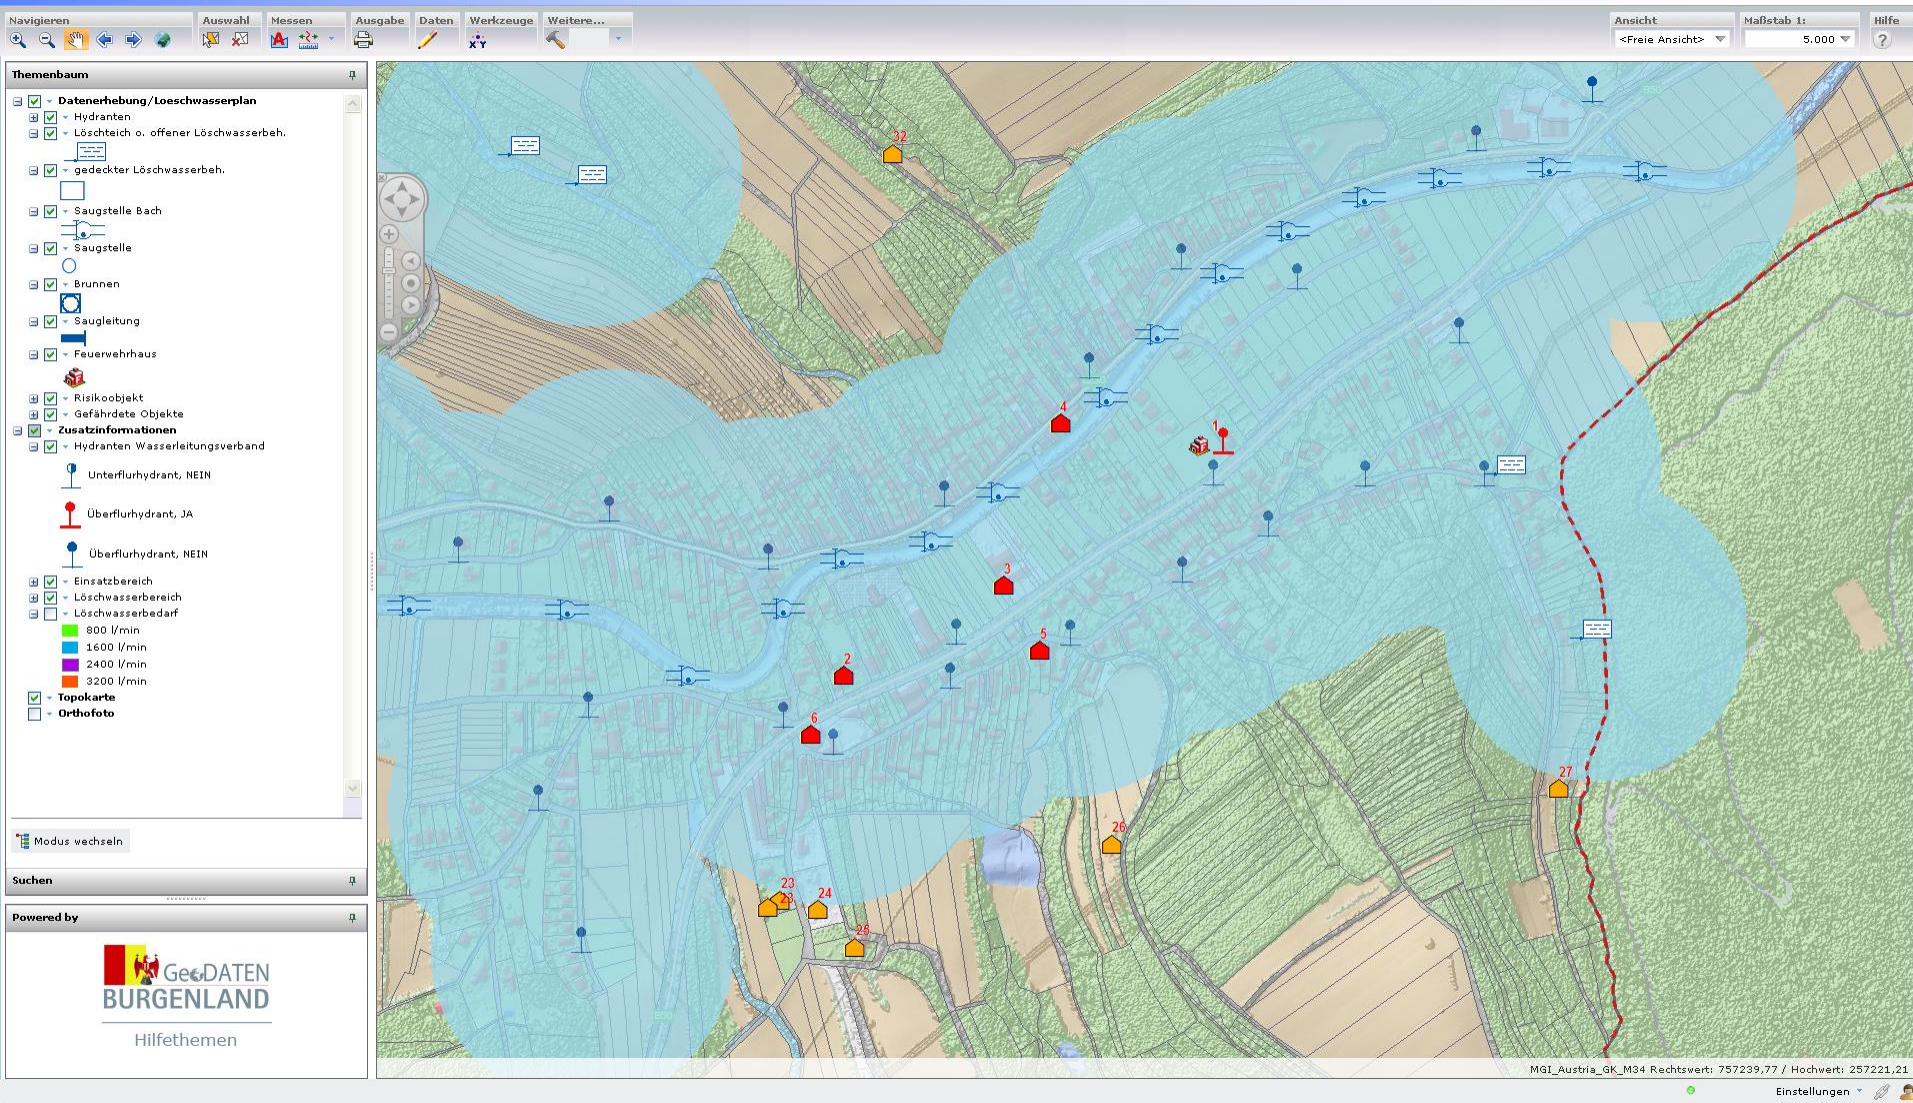 Navigieren
Auswahl
Messen
Ausgabe
Daten
Werkzeuge
Weitere...
Ansicht
Maßstab 1:
Hilfe
<Freie Ansicht>
5.000
Themenbaum
Datenerhebung/Loeschwasserplan
Hydranten
Löschteich o. offener Löschwasserbeh.
gedeckter Löschwasserbeh.
Saugstelle Bach
Saugstelle
Brunnen
Saugleitung
Feuerwehrhaus
Risikoobjekt
Gefährdete Objekte
Zusatzinformationen
Hydranten Wasserleitungsverband
Unterflurhydrant, NEIN
Überflurhydrant, JA
Überflurhydrant, NEIN
Einsatzbereich
Löschwasserbereich
Löschwasserbedarf
800 l/min
1600 l/min
2400 l/min
3200 l/min
Topokarte
Orthofoto
Modus wechseln
Suchen
Powered by
GeoDATEN
BURGENLAND
Hilfethemen
32
4
1
3
5
2
6
27
26
23
23
24
25
MGI_Austria_GK_M34 Rechtswert: 757239,77 / Hochwert: 257221,21
Einstellungen